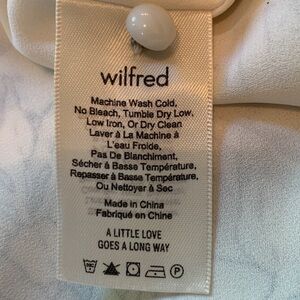 wilfred
Machine Wash Cold,
No Bleach, Tumble Dry Low,
Low Iron, Or Dry Clean
Laver à La Machine à
L'eau Froide,
Pas De Blanchiment,
Sécher à Basse Température,
Repasser à Basse Température,
Ou Nettoyer à Sec
Made in China
Fabriqué en Chine
A LITTLE LOVE
GOES A LONG WAY